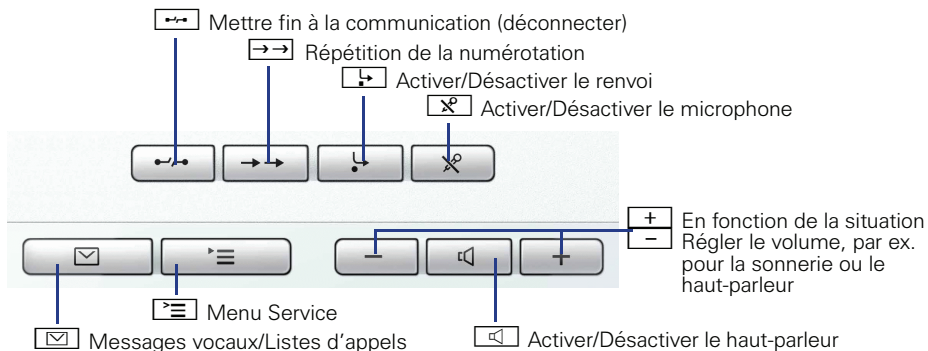 Mettre fin à la communication (déconnecter)
→→ Répétition de la numérotation
Activer/Désactiver le renvoi
Activer/Désactiver le microphone
+ En fonction de la situation
− Régler le volume, par ex.
pour la sonnerie ou le
haut-parleur
Menu Service
Messages vocaux/Listes d'appels
Activer/Désactiver le haut-parleur